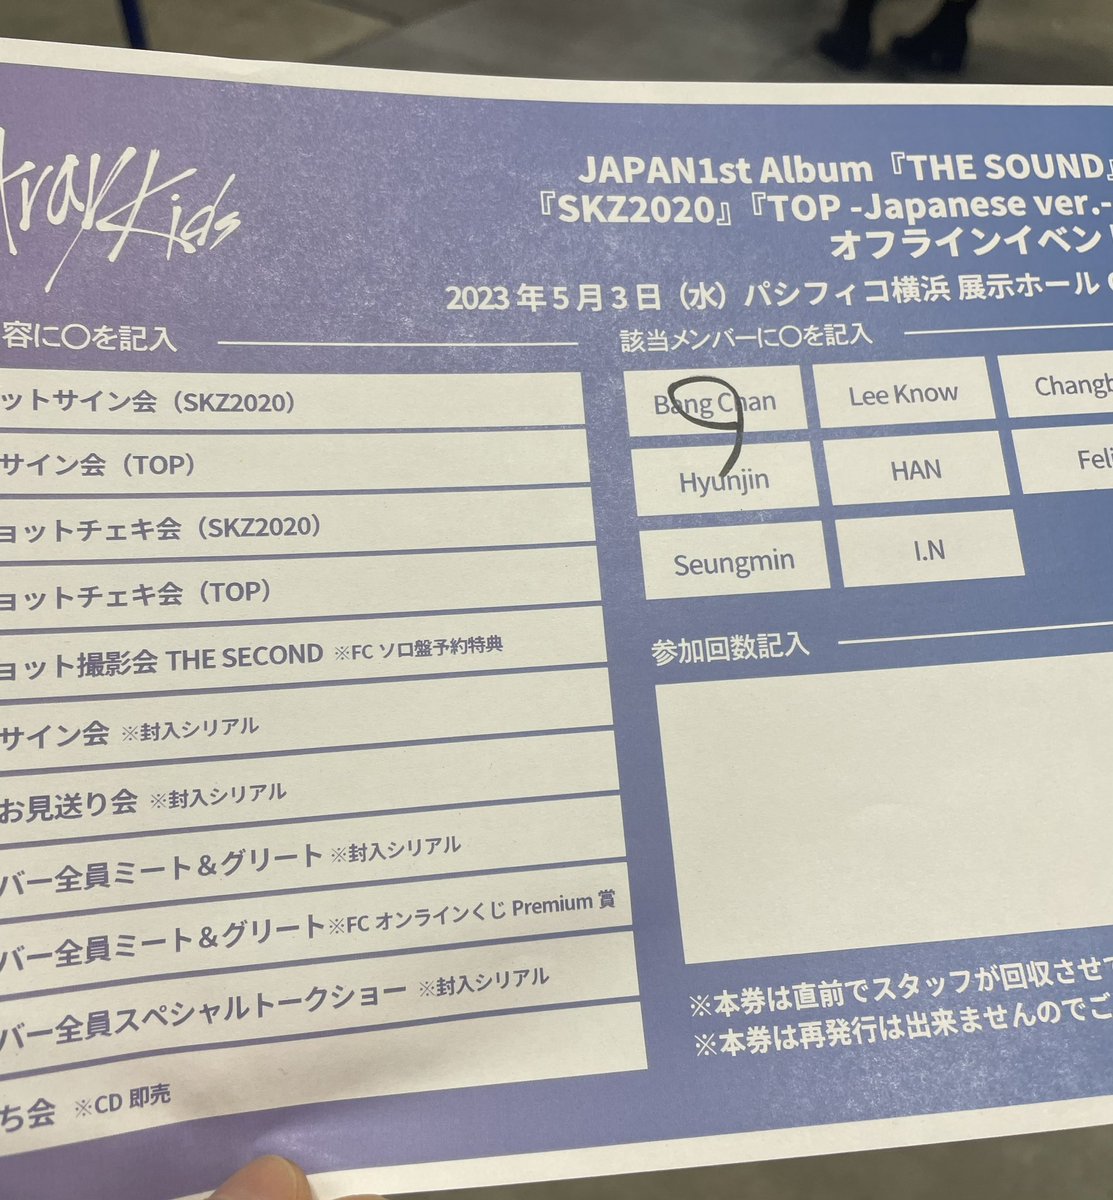 Stray Kids
JAPAN1st Album『THE SOUND』
『SKZ2020』『TOP -Japanese ver.-
オフラインイベン
2023 年 5 月 3 日（水）パシフィコ横浜 展示ホール
容に〇を記入
ットサイン会（SKZ2020）
サイン会（TOP）
ョットチェキ会（SKZ2020）
ョットチェキ会（TOP）
ョット撮影会 THE SECOND ※FC ソロ盤予約特典
サイン会 ※封入シリアル
お見送り会 ※封入シリアル
バー全員ミート＆グリート ※封入シリアル
バー全員ミート＆グリート※FC オンラインくじ Premium 賞
バー全員スペシャルトークショー ※封入シリアル
ち会 ※CD 即売
該当メンバーに〇を記入
Bang Chan
Lee Know
Changb
9
Hyunjin
HAN
Feli
Seungmin
I.N
参加回数記入
※本券は直前でスタッフが回収させて
※本券は再発行は出来ませんのでご